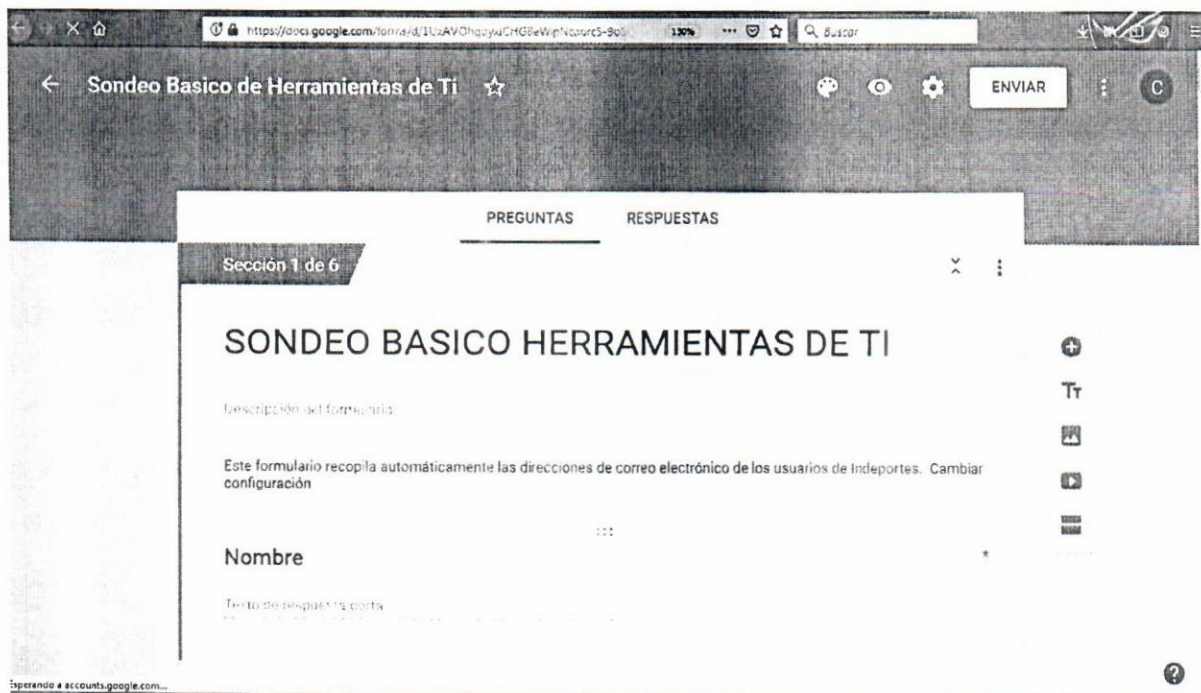 https://docs.google.com/forms/d/
130%
Buscar
Sondeo Basico de Herramientas de Ti
ENVIAR
C
PREGUNTAS RESPUESTAS
Sección 1 de 6
SONDEO BASICO HERRAMIENTAS DE TI
Descripción del formulario
Este formulario recopila automáticamente las direcciones de correo electrónico de los usuarios de Indeportes. Cambiar
configuración
Nombre *
Texto de respuesta corta
Esperando a accounts.google.com...